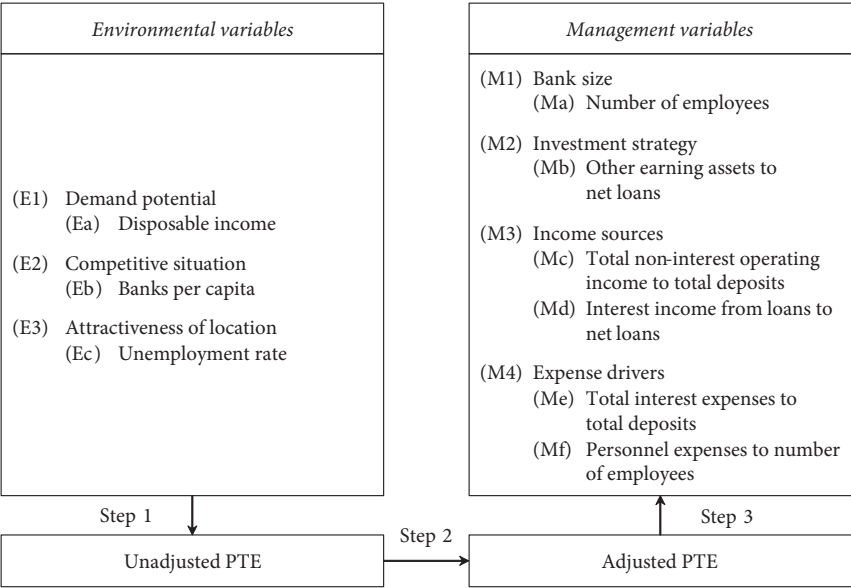 Environmental variables
(E1) Demand potential
(Ea) Disposable income
(E2) Competitive situation
(Eb) Banks per capita
(E3) Attractiveness of location
(Ec) Unemployment rate
Management variables
(M1) Bank size
(Ma) Number of employees
(M2) Investment strategy
(Mb) Other earning assets to
net loans
(M3) Income sources
(Mc) Total non-interest operating
income to total deposits
(Md) Interest income from loans to
net loans
(M4) Expense drivers
(Me) Total interest expenses to
total deposits
(Mf) Personnel expenses to number
of employees
Step 1
Step 2
Step 3
Unadjusted PTE
Adjusted PTE